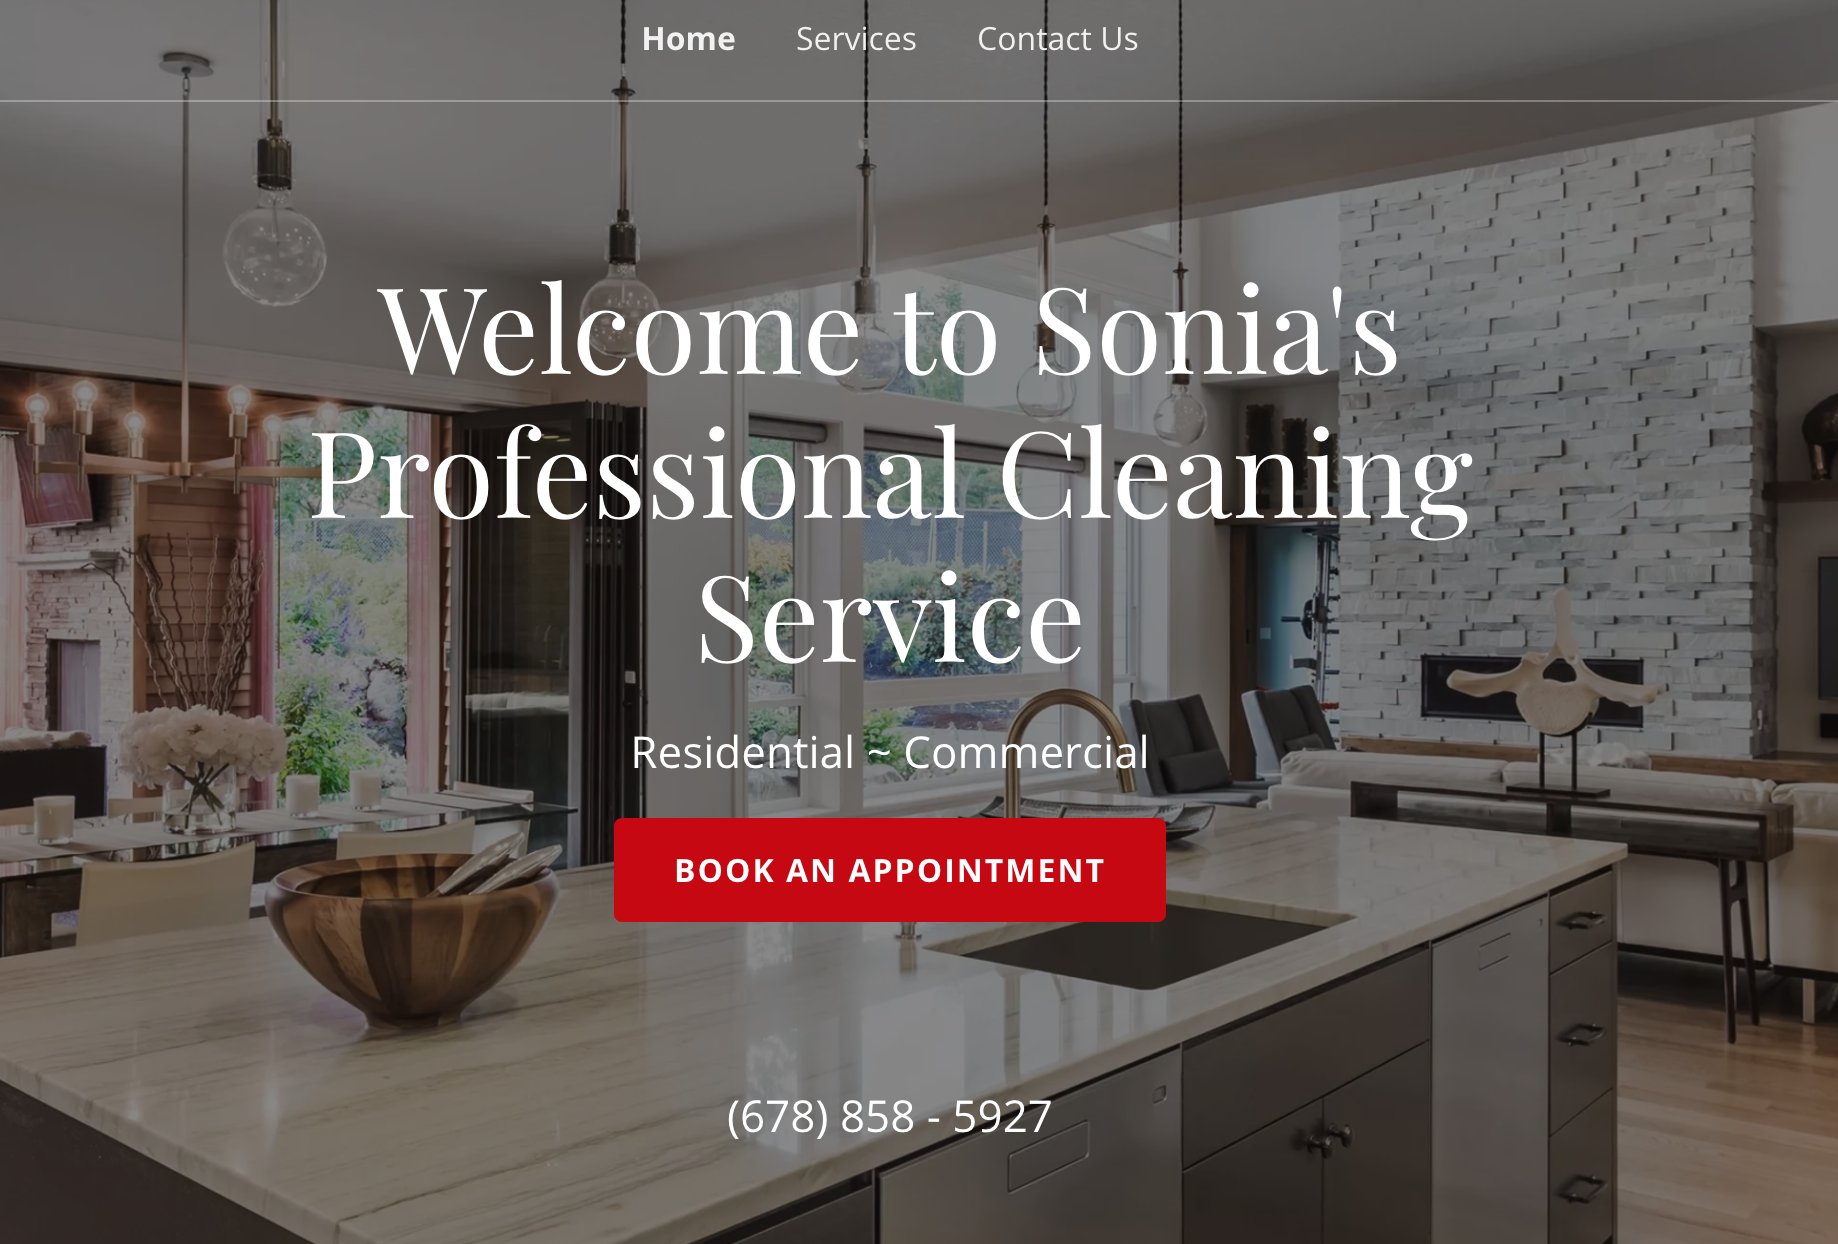 Home Services Contact Us
Welcome to Sonia's
Professional Cleaning
Service
Residential ~ Commercial
BOOK AN APPOINTMENT
(678) 858 - 5927